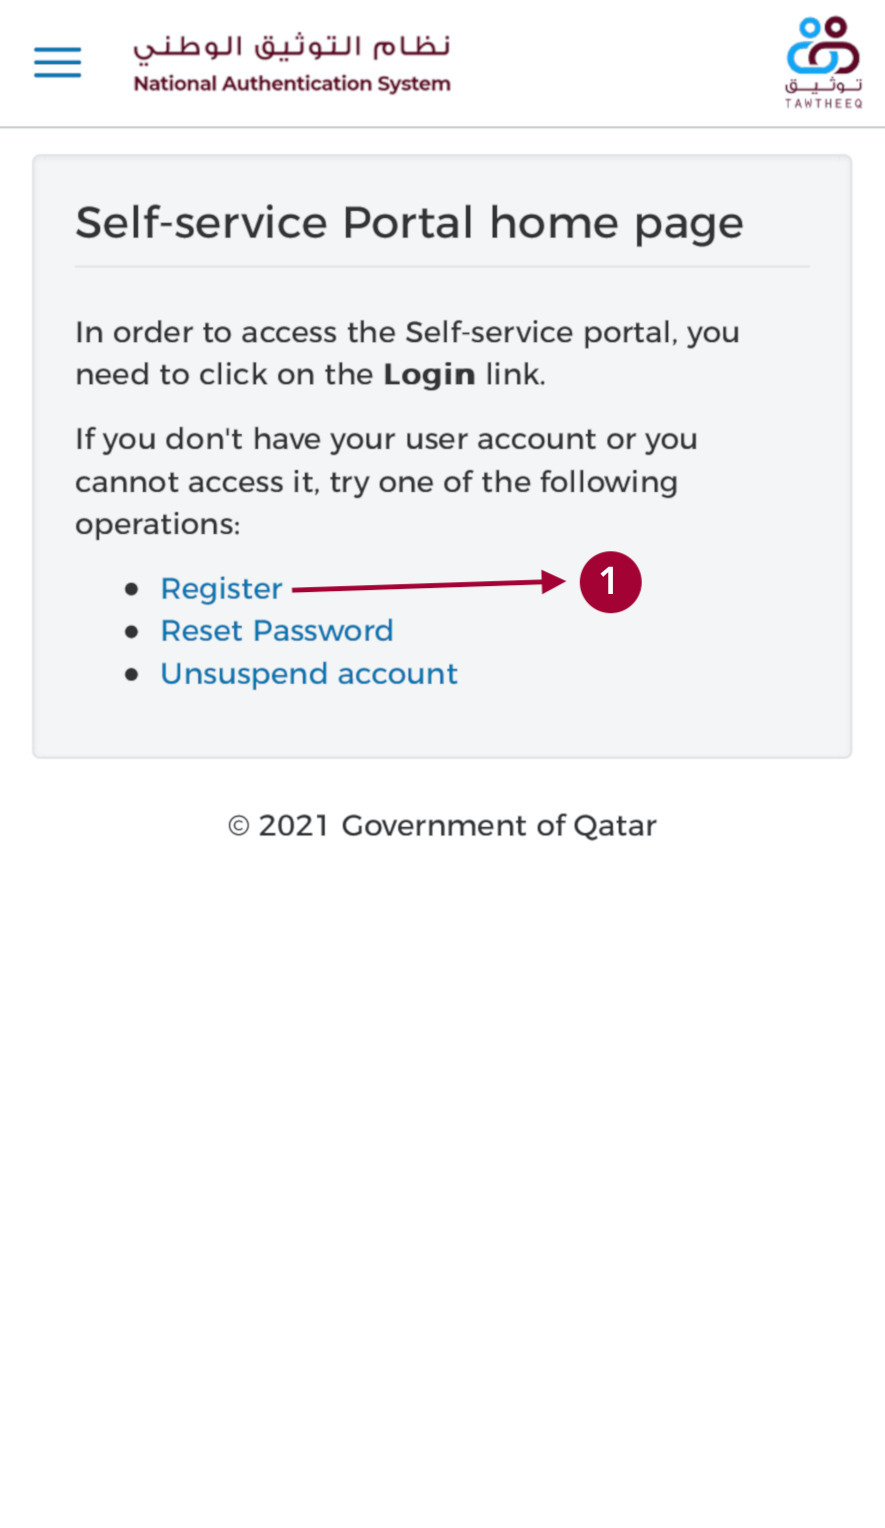 نظام التوثيق الوطني
National Authentication System
توثيق
TAWTHEEQ
Self-service Portal home page
In order to access the Self-service portal, you
need to click on the Login link.
If you don't have your user account or you
cannot access it, try one of the following
operations:
Register
1
Reset Password
Unsuspend account
© 2021 Government of Qatar